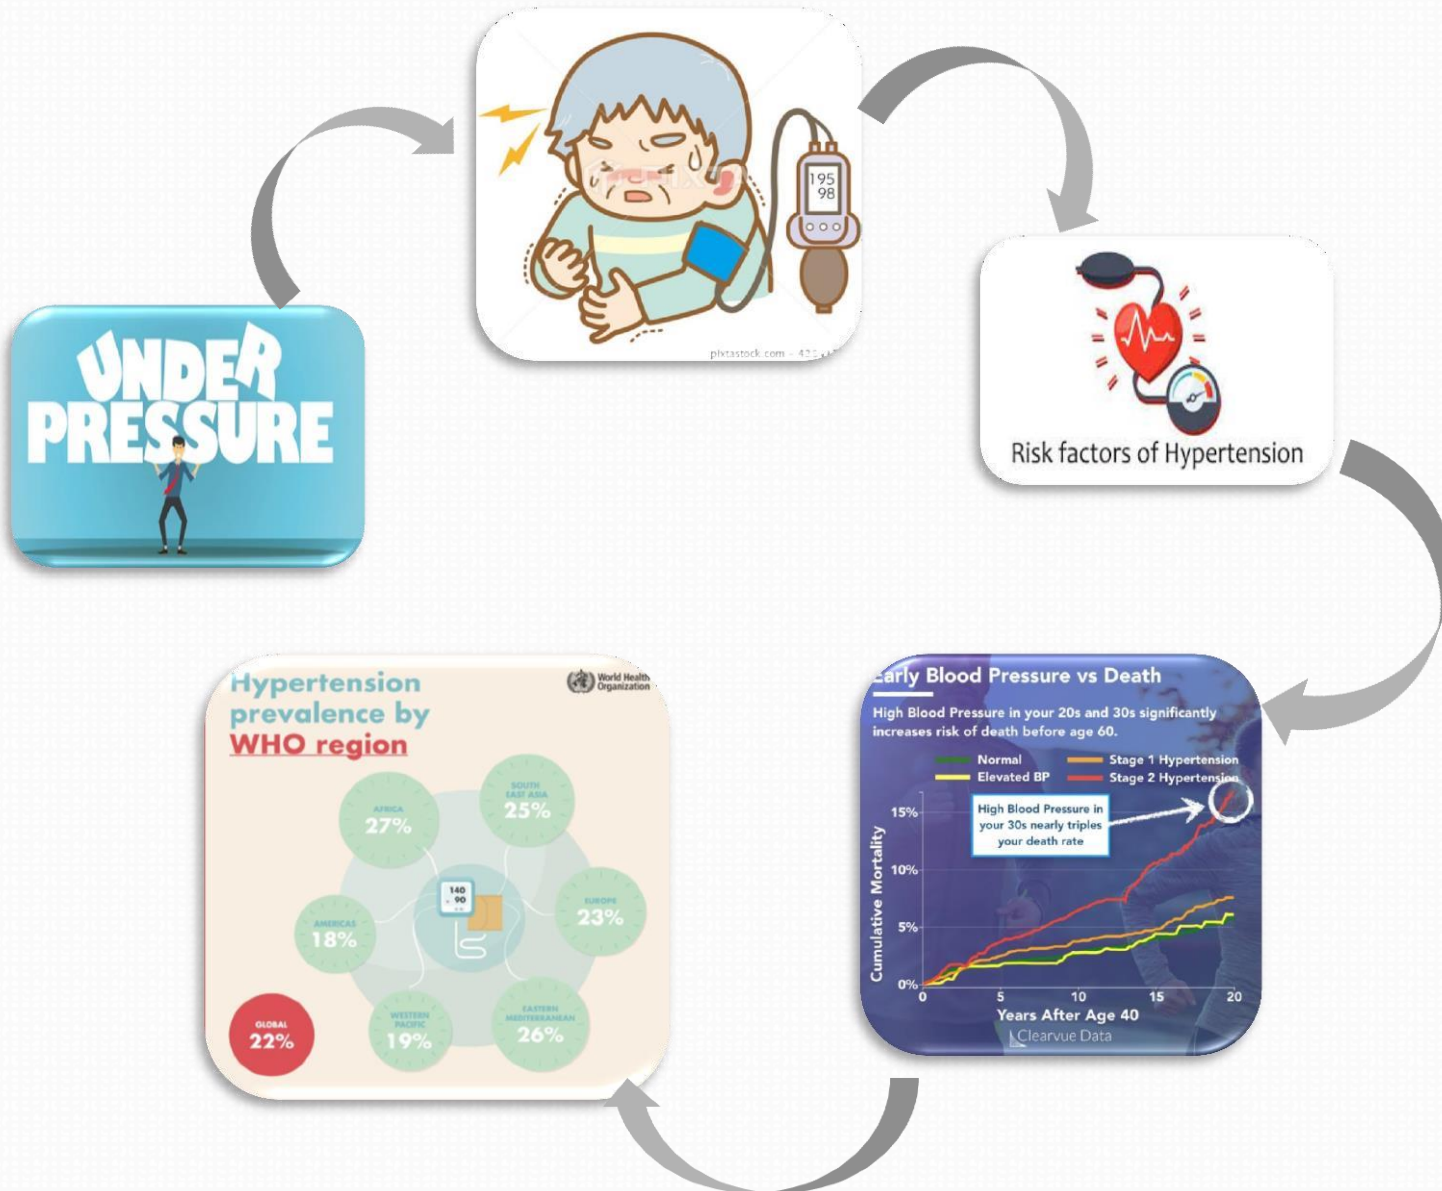 UNDER
PRESSURE
195
98
pixtastock.com -
Risk factors of Hypertension
Early Blood Pressure vs Death
High Blood Pressure in your 20s and 30s significantly
increases risk of death before age 60.
Normal
Stage 1 Hypertension
Elevated BP
Stage 2 Hypertension
High Blood Pressure in
your 30s nearly triples
your death rate
Cumulative Mortality
15%
10%
5%
0%
0 5 10 15 20
Years After Age 40
Clearvue Data
Hypertension
prevalence by
WHO region
World Health
Organization
AFRICA
27%
SOUTH
EAST ASIA
25%
AMERICAS
18%
140
90
EUROPE
23%
GLOBAL
22%
WESTERN
PACIFIC
19%
EASTERN
MEDITERRANEAN
26%